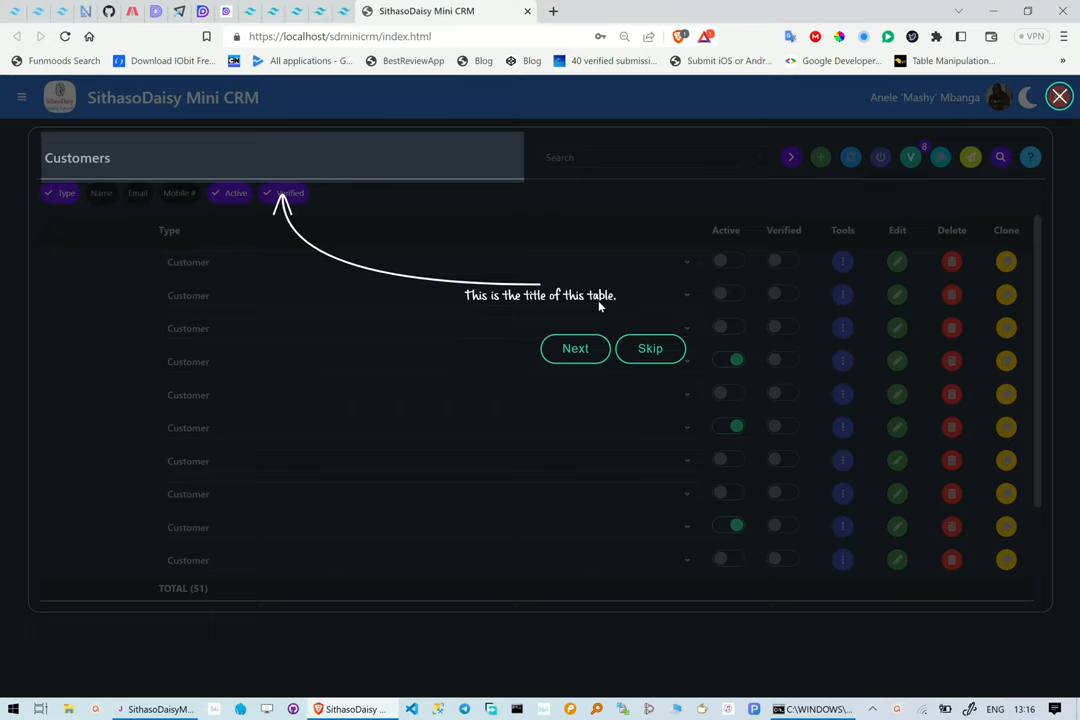 SithasoDaisy Mini CRM
https://localhost/sdminicrm/index.html
VPN
Funmoods Search
Download IObit Fre...
All applications - G...
BestReviewApp
Blog
Blog
40 verified submissi...
Submit iOS or Andr...
Google Developer...
Table Manipulation...
SithasoDaisy Mini CRM
Anele 'Mashy' Mbanga
Customers
Search
V
8
?
Type
Name
Email
Mobile #
Active
Verified
Type
Active
Verified
Tools
Edit
Delete
Clone
Customer
Customer
This is the title of this table.
Customer
Next
Skip
Customer
Customer
Customer
Customer
Customer
Customer
Customer
TOTAL (51)
SithasoDaisyM...
SithasoDaisy ...
C:\WINDOWS\...
ENG
13:16